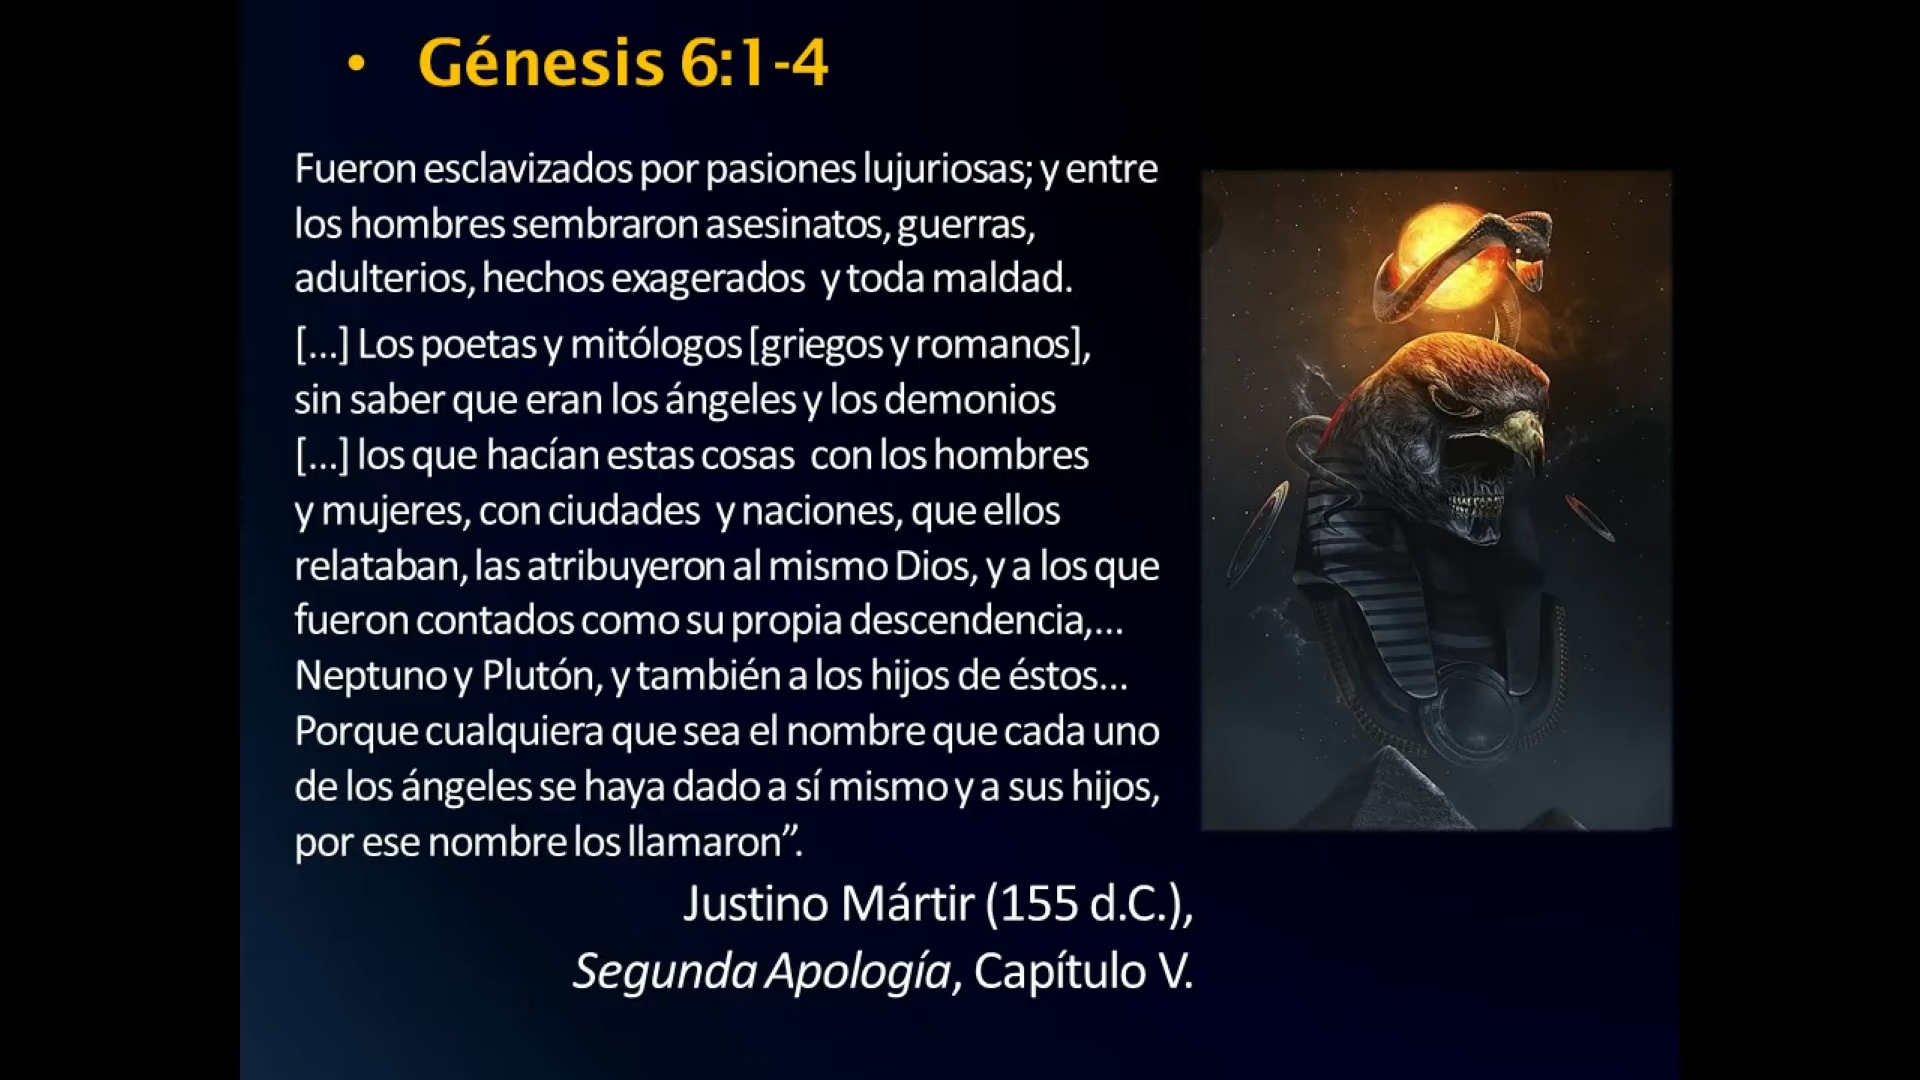 • Génesis 6:1-4
Fueron esclavizados por pasiones lujuriosas; y entre
los hombres sembraron asesinatos, guerras,
adulterios, hechos exagerados y toda maldad.
[...] Los poetas y mitólogos [griegos y romanos],
sin saber que eran los ángeles y los demonios
[...] los que hacían estas cosas con los hombres
y mujeres, con ciudades y naciones, que ellos
relataban, las atribuyeron al mismo Dios, y a los que
fueron contados como su propia descendencia,...
Neptuno y Plutón, y también a los hijos de éstos...
Porque cualquiera que sea el nombre que cada uno
de los ángeles se haya dado a sí mismo y a sus hijos,
por ese nombre los llamaron”.
Justino Mártir (155 d.C.),
Segunda Apología, Capítulo V.